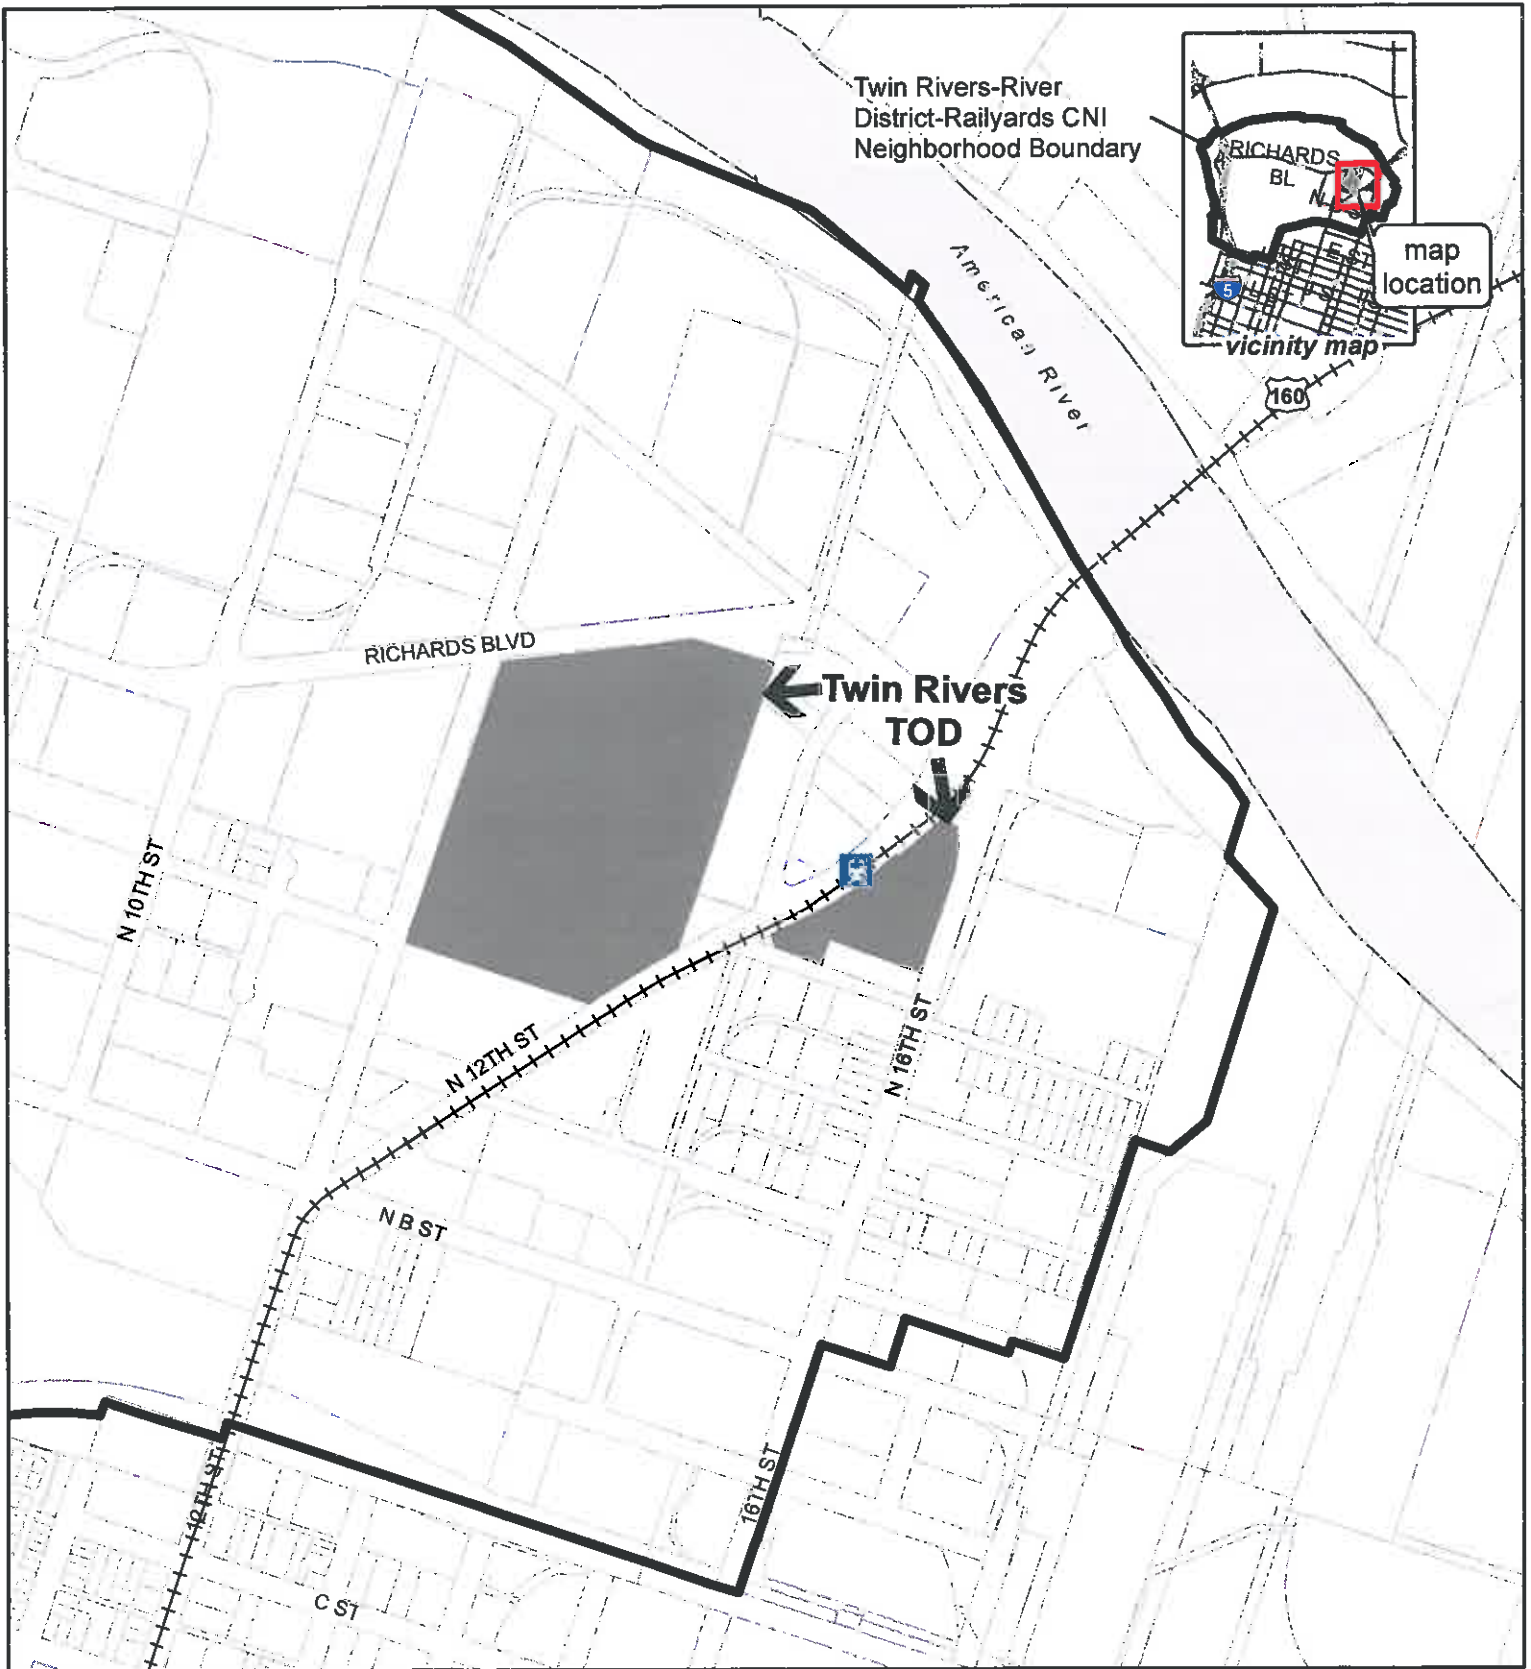 Twin Rivers-River
District-Railyards CNI
Neighborhood Boundary
RICHARDS
BL
map
location
5
vicinity map
American River
160
RICHARDS BLVD
Twin Rivers
TOD
N 10TH ST
N 12TH ST
N 16TH ST
N B ST
16TH ST
12TH ST
C ST